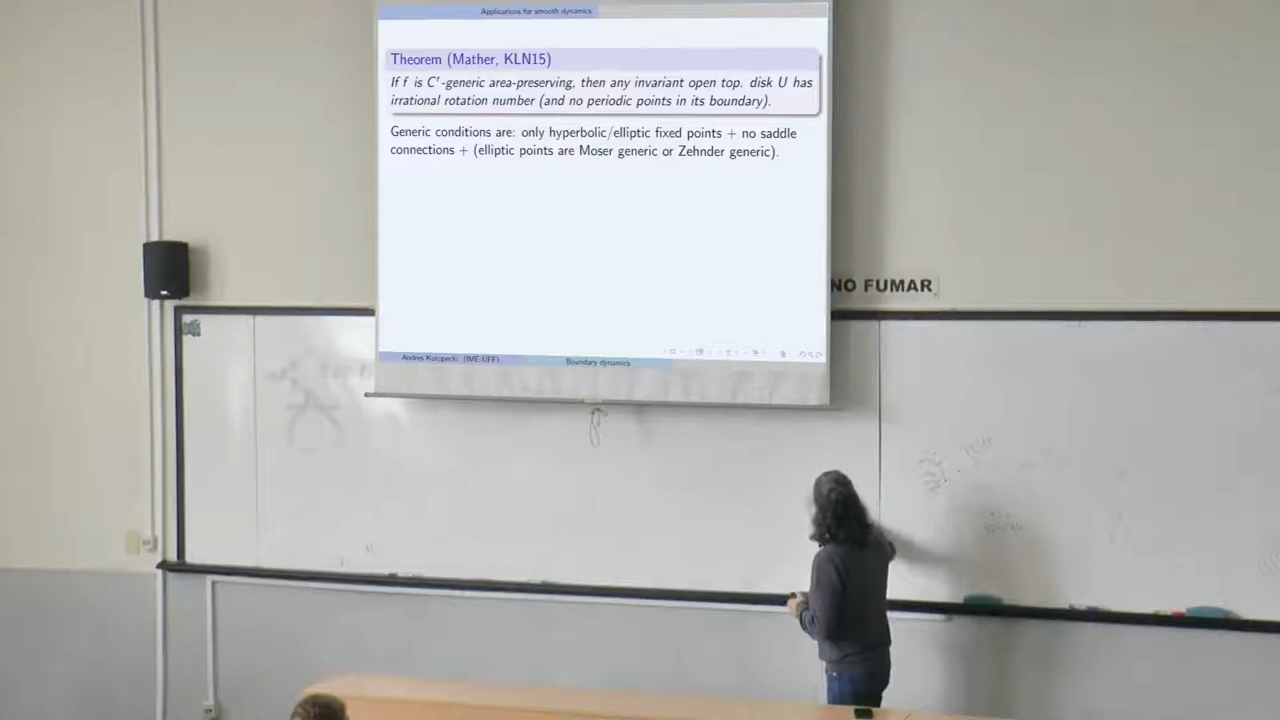 Applications for smooth dynamics
Theorem (Mather, KLN15)
If f is Cʳ-generic area-preserving, then any invariant open top. disk U has
irrational rotation number (and no periodic points in its boundary).
Generic conditions are: only hyperbolic/elliptic fixed points + no saddle
connections + (elliptic points are Moser generic or Zehnder generic).
Andres Koropecki (IME-UFF)
Boundary dynamics
NO FUMAR